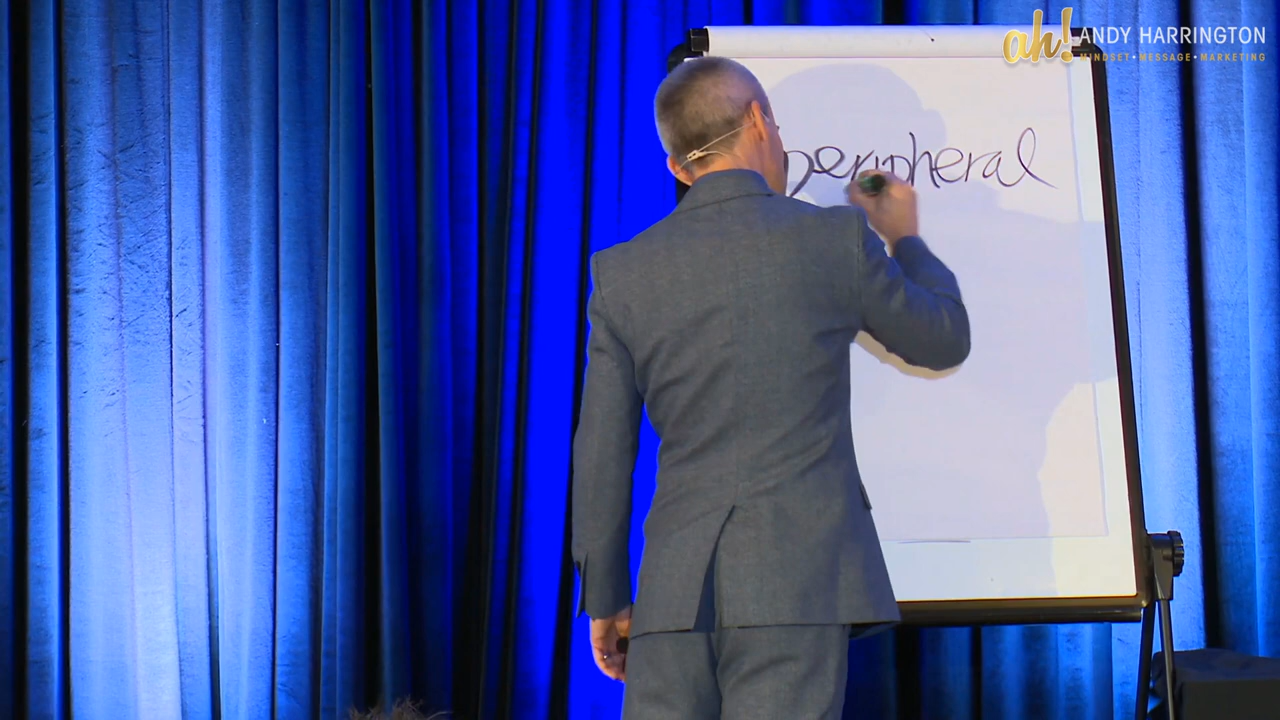 ah! ANDY HARRINGTON
MINDSET • MESSAGE • MARKETING
peripheral